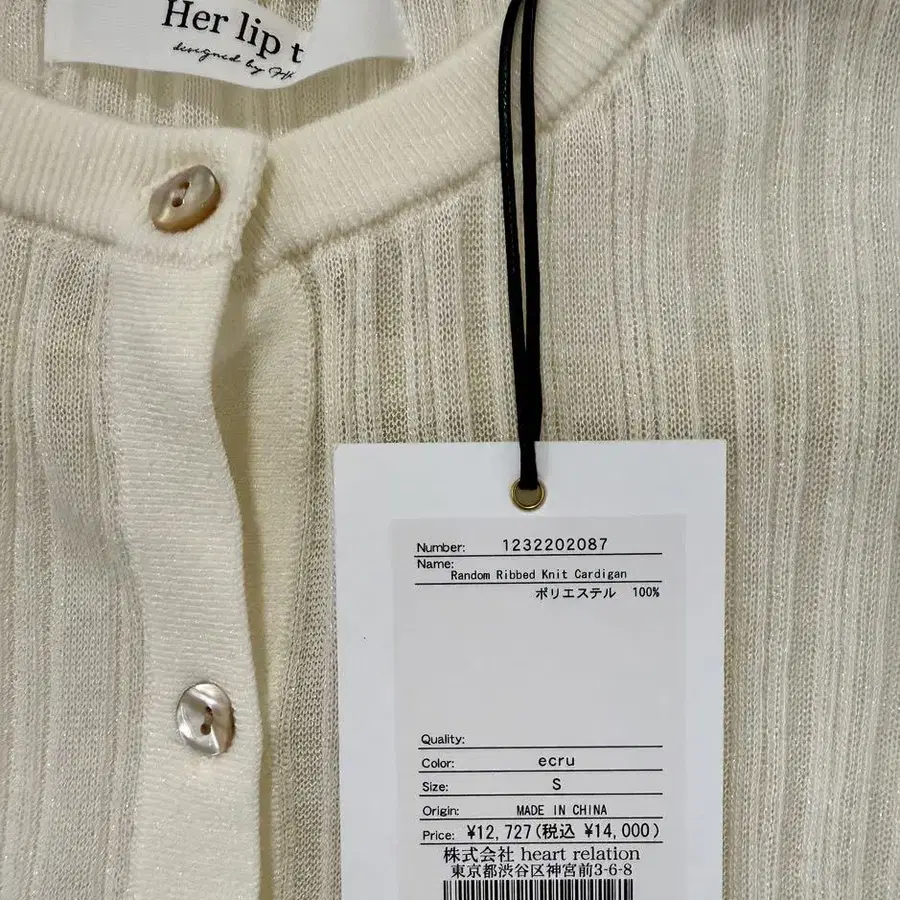 Her lip t
designed by
Number: 1232202087
Name:
Random Ribbed Knit Cardigan
ポリエステル 100%
Quality:
Color: ecru
Size: S
Origin: MADE IN CHINA
Price: ¥12,727(税込 ¥14,000)
株式会社 heart relation
東京都渋谷区神宮前3-6-8